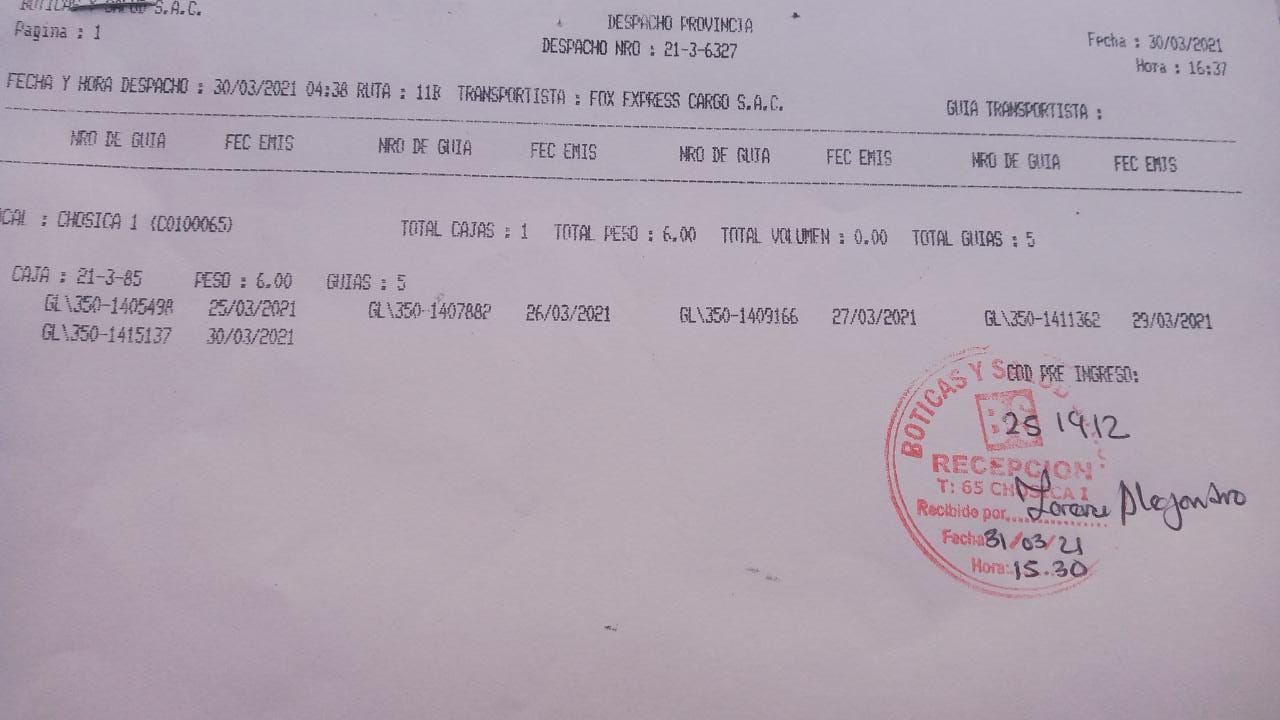 BOTICAS Y SALUD S.A.C.
Pagina : 1
DESPACHO PROVINCIA
DESPACHO NRO : 21-3-6327
Fecha : 30/03/2021
Hora : 16:37
FECHA Y HORA DESPACHO : 30/03/2021 04:38 RUTA : 11B TRANSPORTISTA : FOX EXPRESS CARGO S.A.C.
GUIA TRANSPORTISTA :
NRO DE GUIA FEC EMIS NRO DE GUIA FEC EMIS NRO DE GUIA FEC EMIS NRO DE GUIA FEC EMIS
OCAL : CHOSICA 1 (C0100065) TOTAL CAJAS : 1 TOTAL PESO : 6.00 TOTAL VOLUMEN : 0.00 TOTAL GUIAS : 5
CAJA : 21-3-85 PESO : 6.00 GUIAS : 5
GL\350-1405498 25/03/2021 GL\350-1407882 26/03/2021 GL\350-1409166 27/03/2021 GL\350-1411362 29/03/2021
GL\350-1415137 30/03/2021
COD PRE INGRESO:
BOTICAS Y SALUD
BS
25 1912
RECEPCION
T: 65 CHOSICA I
Recibido por Alejandro
Fecha 31/03/21
Hora: 15.30